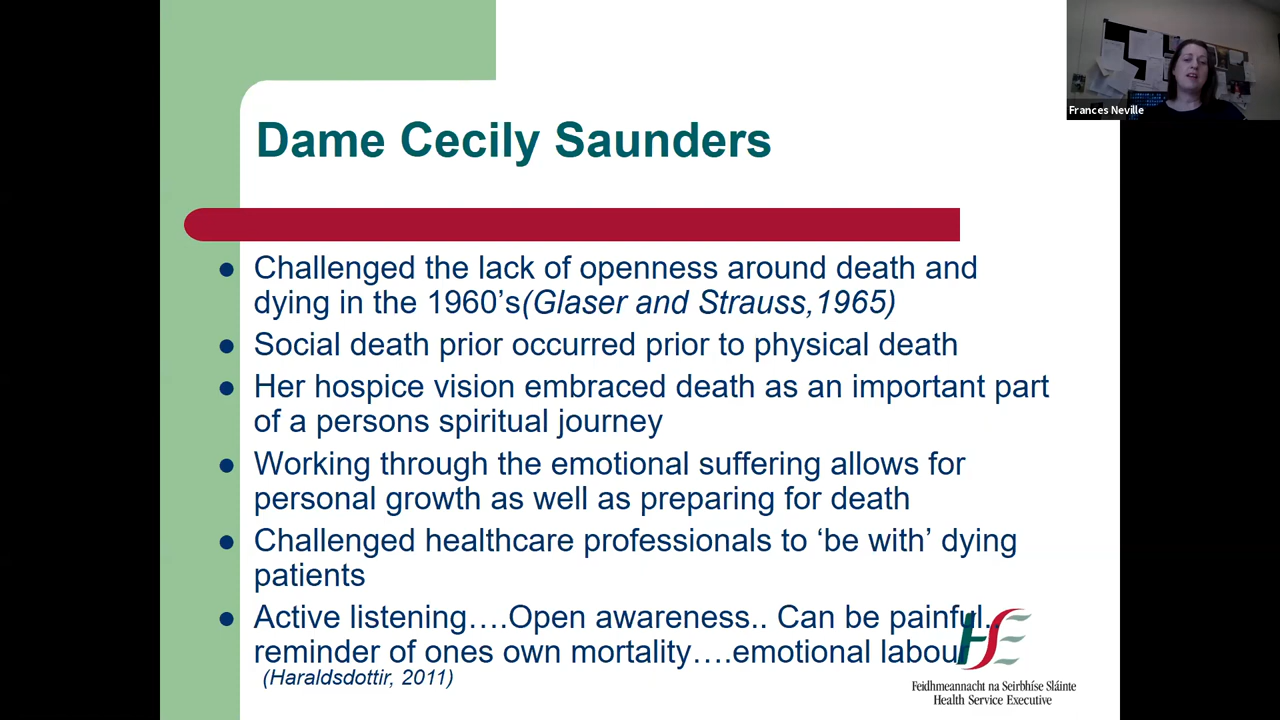 Dame Cecily Saunders
Frances Neville
Challenged the lack of openness around death and
dying in the 1960's(Glaser and Strauss,1965)
Social death prior occurred prior to physical death
Her hospice vision embraced death as an important part
of a persons spiritual journey
Working through the emotional suffering allows for
personal growth as well as preparing for death
Challenged healthcare professionals to ‘be with’ dying
patients
Active listening….Open awareness.. Can be painful..
reminder of ones own mortality….emotional labour
(Haraldsdottir, 2011)
HSE
Feidhmeannacht na Seirbhíse Sláinte
Health Service Executive